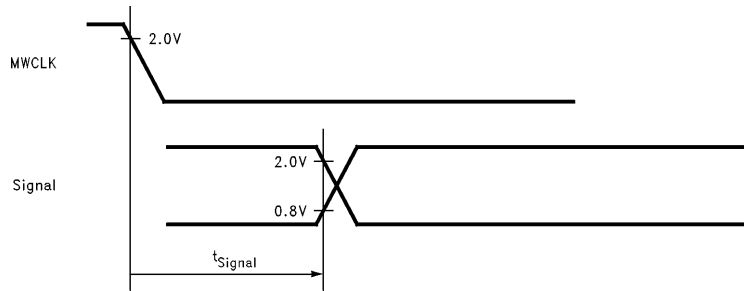 2.0V
MWCLK
2.0V
Signal
0.8V
tSignal